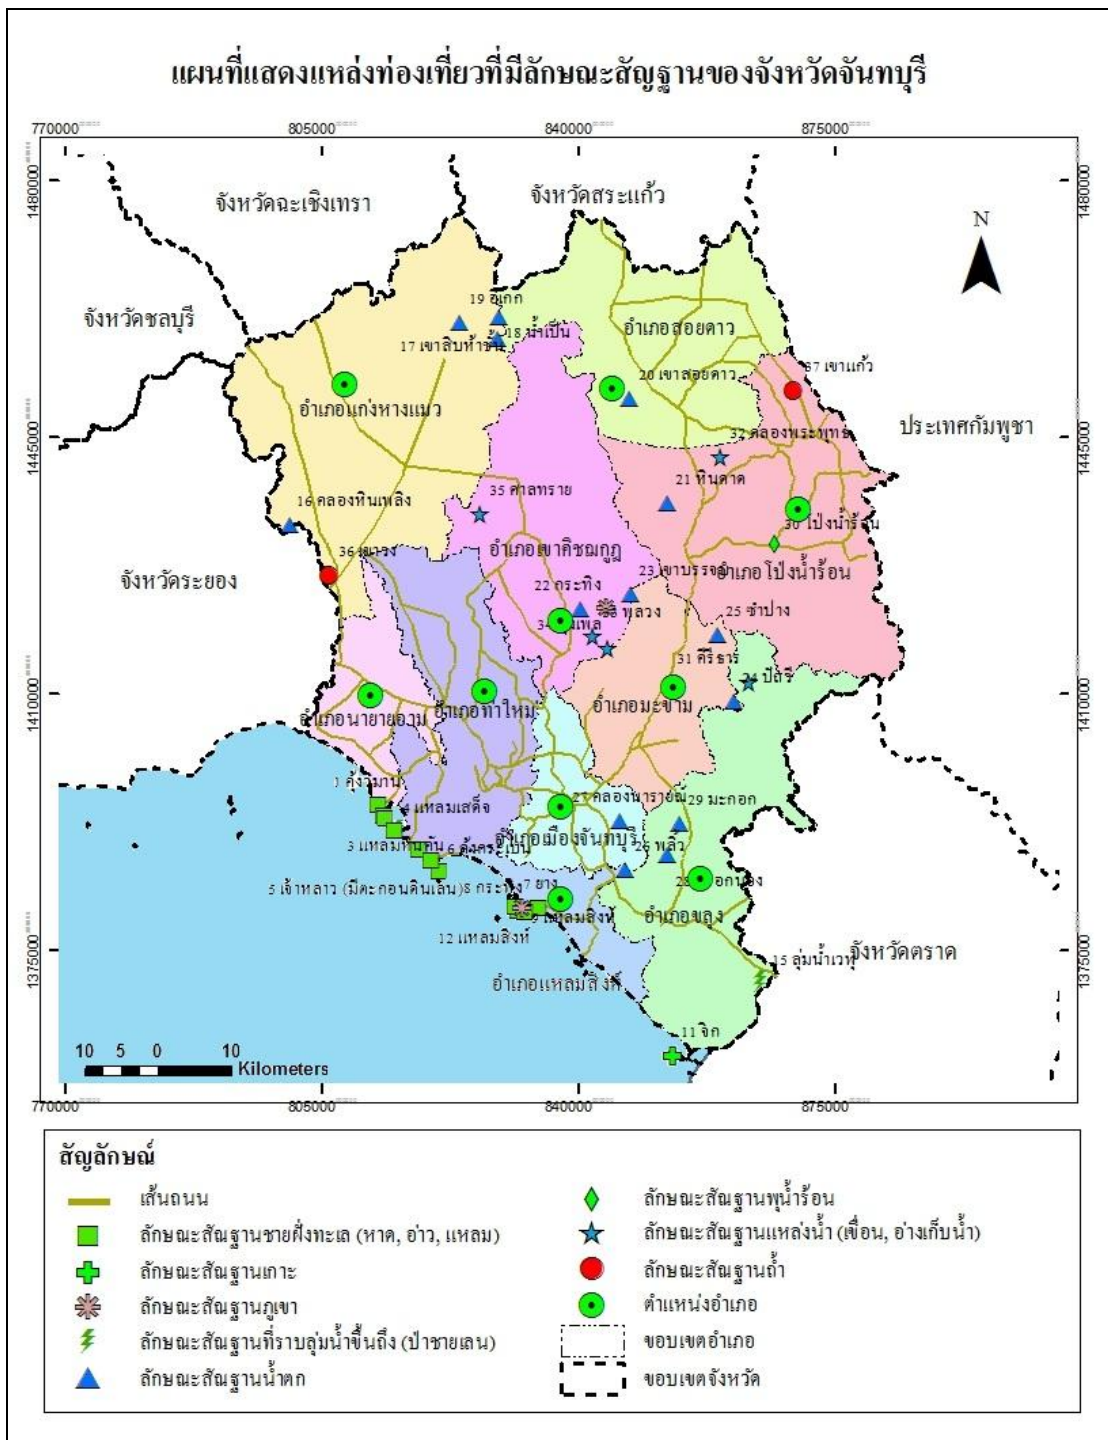 แผนที่แสดงแหล่งท่องเที่ยวที่มีลักษณะสัญฐานของจังหวัดจันทบุรี
770000 805000 840000 875000
1480000 1480000
1445000 1445000
1410000 1410000
1375000 1375000
จังหวัดฉะเชิงเทรา
จังหวัดสระแก้ว
N
จังหวัดชลบุรี
19 อูเกก
18 น้ำเป็น
17 เขาสิบห้าชั้น
อำเภอสอยดาว
37 เขาแก้ว
20 เขาสอยดาว
อำเภอแก่งหางแมว
ประเทศกัมพูชา
32 คลองพระพุทธ
21 หินดาด
35 ศาลทราย
16 คลองหินเพลิง
30 โป่งน้ำร้อน
36 เขาวง
อำเภอเขาคิชฌกูฏ
จังหวัดระยอง
อำเภอโป่งน้ำร้อน
22 กระทิง
23 เขาบรรจบ
พลวง
25 ชำปาง
31 คีรีธาร
อำเภอมะขาม
อำเภอท่าใหม่
อำเภอนายายอาม
1 คุ้งวิมาน
4 แหลมเสด็จ
27 คลองนารายณ์
29 มะกอก
อำเภอเมืองจันทบุรี
6 คุ้งกระเบน
26 พลิ้ว
5 เจ้าหลาว (มีตะกอนดินเลน)
8 กระทิง
7 ยาง
9 แหลมสิงห์
อำเภอขลุง
12 แหลมสิงห์
จังหวัดตราด
15 ลุ่มน้ำเวฬุ
อำเภอแหลมสิงห์
11 จิก
10 5 0 10
Kilometers
770000 805000 840000 875000
สัญลักษณ์
เส้นถนน
ลักษณะสัณฐานชายฝั่งทะเล (หาด, อ่าว, แหลม)
ลักษณะสัณฐานเกาะ
ลักษณะสัณฐานภูเขา
ลักษณะสัณฐานที่ราบลุ่มน้ำขึ้นถึง (ป่าชายเลน)
ลักษณะสัณฐานน้ำตก
ลักษณะสัณฐานพุน้ำร้อน
ลักษณะสัณฐานแหล่งน้ำ (เขื่อน, อ่างเก็บน้ำ)
ลักษณะสัณฐานถ้ำ
ตำแหน่งอำเภอ
ขอบเขตอำเภอ
ขอบเขตจังหวัด